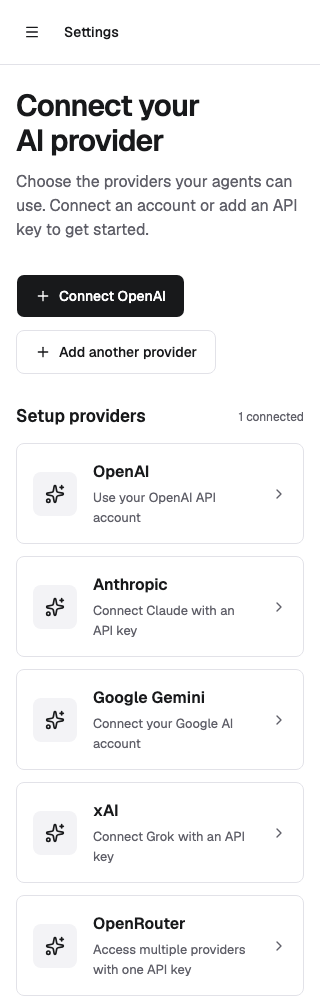 Settings
Connect your
AI provider
Choose the providers your agents can
use. Connect an account or add an API
key to get started.
Connect OpenAI
Add another provider
Setup providers
1 connected
OpenAI
Use your OpenAI API
account
Anthropic
Connect Claude with an
API key
Google Gemini
Connect your Google AI
account
xAI
Connect Grok with an API
key
OpenRouter
Access multiple providers
with one API key